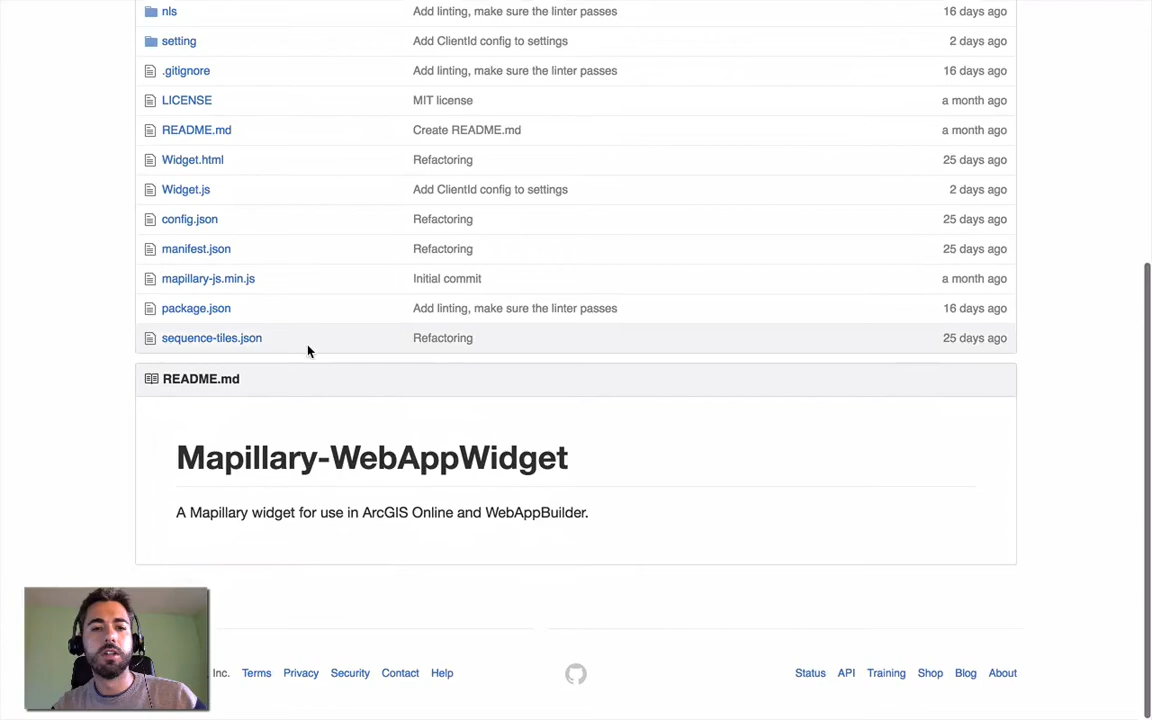 nls Add linting, make sure the linter passes 16 days ago
setting Add ClientId config to settings 2 days ago
.gitignore Add linting, make sure the linter passes 16 days ago
LICENSE MIT license a month ago
README.md Create README.md a month ago
Widget.html Refactoring 25 days ago
Widget.js Add ClientId config to settings 2 days ago
config.json Refactoring 25 days ago
manifest.json Refactoring 25 days ago
mapillary-js.min.js Initial commit a month ago
package.json Add linting, make sure the linter passes 16 days ago
sequence-tiles.json Refactoring 25 days ago
README.md
Mapillary-WebAppWidget
A Mapillary widget for use in ArcGIS Online and WebAppBuilder.
Inc. Terms Privacy Security Contact Help Status API Training Shop Blog About